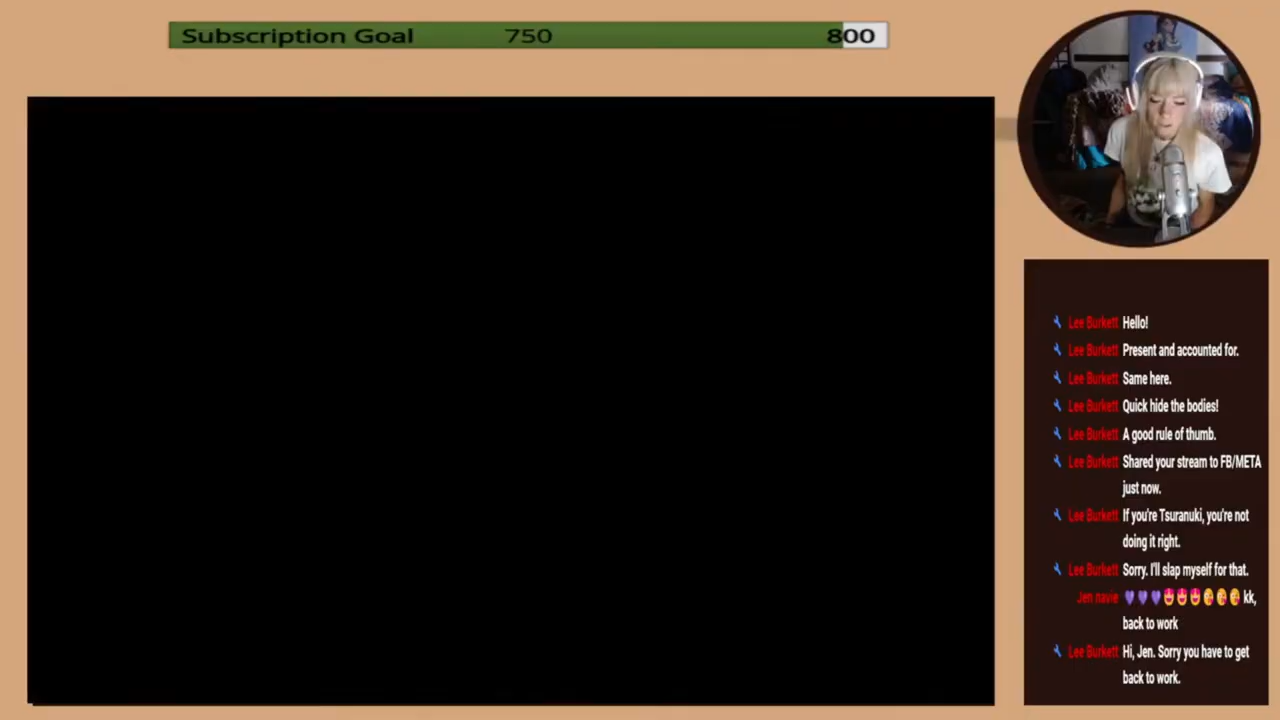 Subscription Goal 750 800
Lee Burkett Hello!
Lee Burkett Present and accounted for.
Lee Burkett Same here.
Lee Burkett Quick hide the bodies!
Lee Burkett A good rule of thumb.
Lee Burkett Shared your stream to FB/META
just now.
Lee Burkett If you're Tsuranuki, you're not
doing it right.
Lee Burkett Sorry. I'll slap myself for that.
Jen navie 💜💜💜😍😍😍😘😘😘 kk,
back to work
Lee Burkett Hi, Jen. Sorry you have to get
back to work.